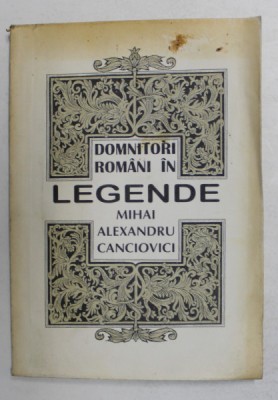 DOMNITORI
ROMÂNI ÎN
LEGENDE
MIHAI
ALEXANDRU
CANCIOVICI